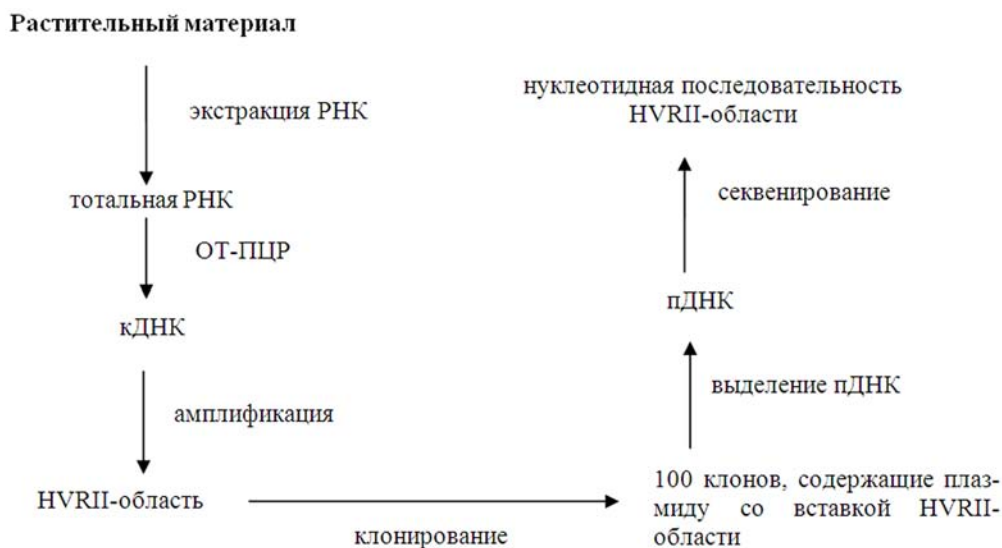 Растительный материал
экстракция РНК
тотальная РНК
ОТ-ПЦР
кДНК
амплификация
HVRII-область
клонирование
100 клонов, содержащие плаз-
миду со вставкой HVRII-
области
выделение пДНК
пДНК
секвенирование
нуклеотидная последовательность
HVRII-области